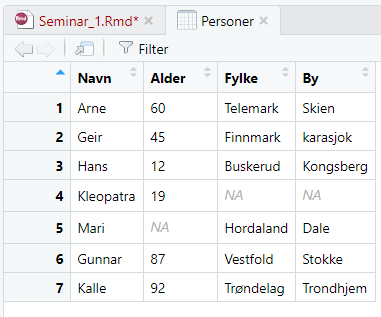 Rmd Seminar_1.Rmd* Personer
Filter
Navn Alder Fylke By
1 Arne 60 Telemark Skien
2 Geir 45 Finnmark karasjok
3 Hans 12 Buskerud Kongsberg
4 Kleopatra 19 NA NA
5 Mari NA Hordaland Dale
6 Gunnar 87 Vestfold Stokke
7 Kalle 92 Trøndelag Trondhjem